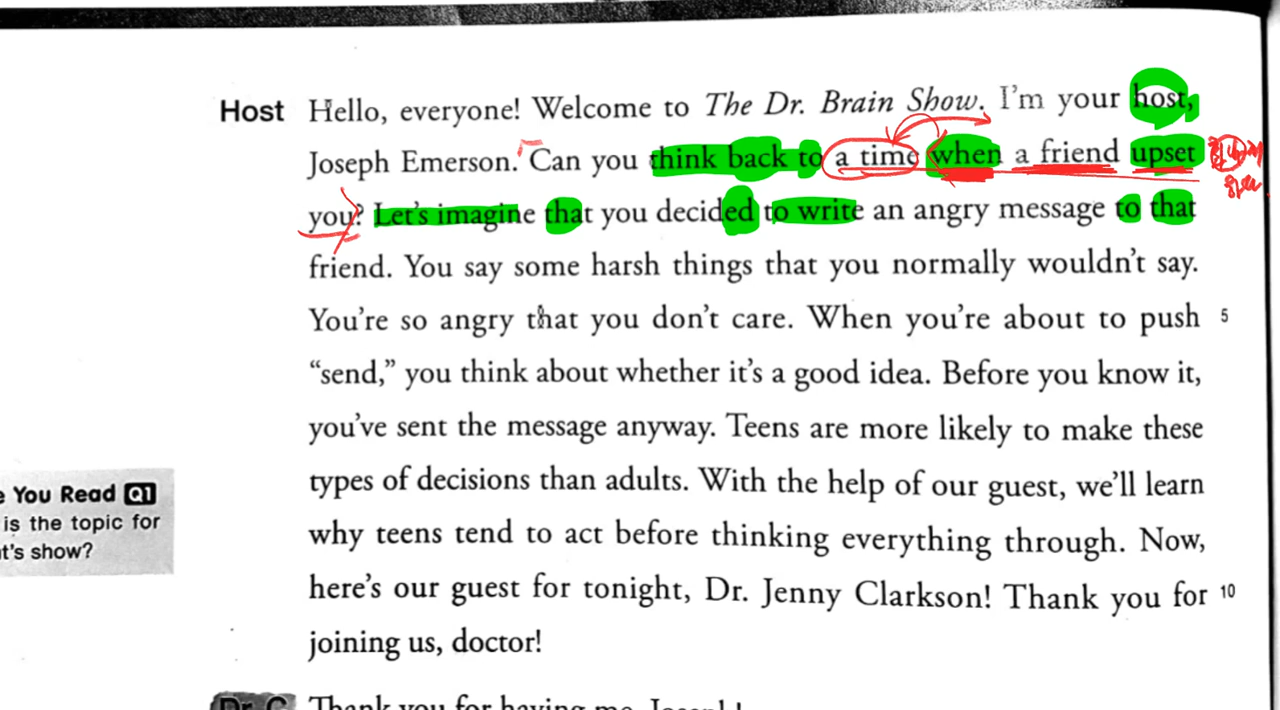 Host Hello, everyone! Welcome to The Dr. Brain Show. I'm your host,
Joseph Emerson. Can you think back to a time when a friend upset
you? Let's imagine that you decided to write an angry message to that
friend. You say some harsh things that you normally wouldn't say.
You're so angry that you don't care. When you're about to push 5
"send," you think about whether it's a good idea. Before you know it,
you've sent the message anyway. Teens are more likely to make these
types of decisions than adults. With the help of our guest, we'll learn
You Read Q1
is the topic for
t's show?
why teens tend to act before thinking everything through. Now,
here's our guest for tonight, Dr. Jenny Clarkson! Thank you for 10
joining us, doctor!
Dr. C Thank you for having me, Joseph!